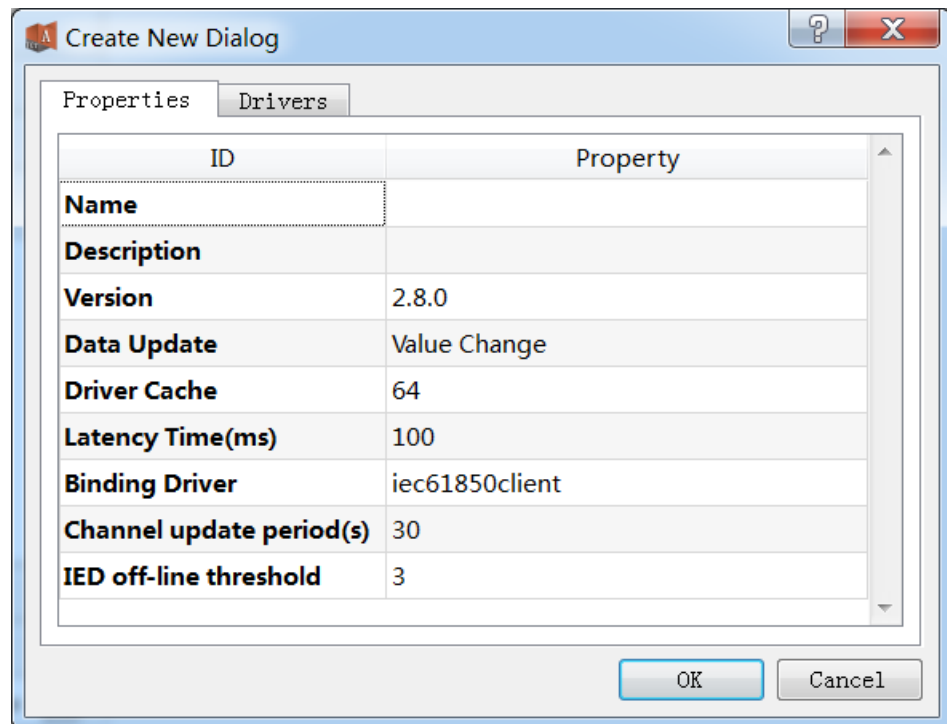 Create New Dialog
Properties Drivers
ID Property
Name
Description
Version 2.8.0
Data Update Value Change
Driver Cache 64
Latency Time(ms) 100
Binding Driver iec61850client
Channel update period(s) 30
IED off-line threshold 3
OK Cancel